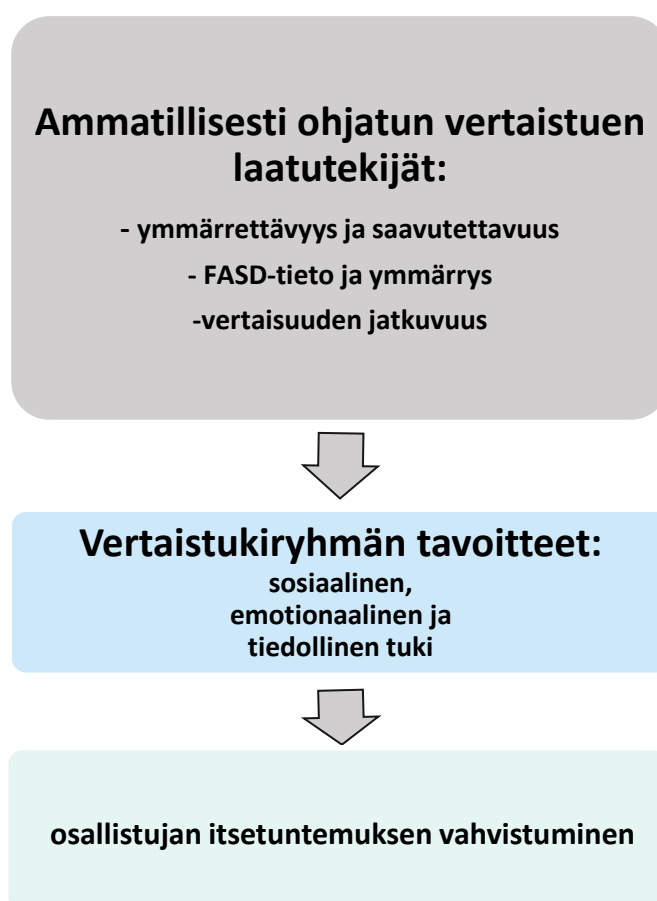 Ammatillisesti ohjatun vertaistuen
laatutekijät:
- ymmärrettävyys ja saavutettavuus
- FASD-tieto ja ymmärrys
-vertaisuuden jatkuvuus
Vertaistukiryhmän tavoitteet:
sosiaalinen,
emotionaalinen ja
tiedollinen tuki
osallistujan itsetuntemuksen vahvistuminen